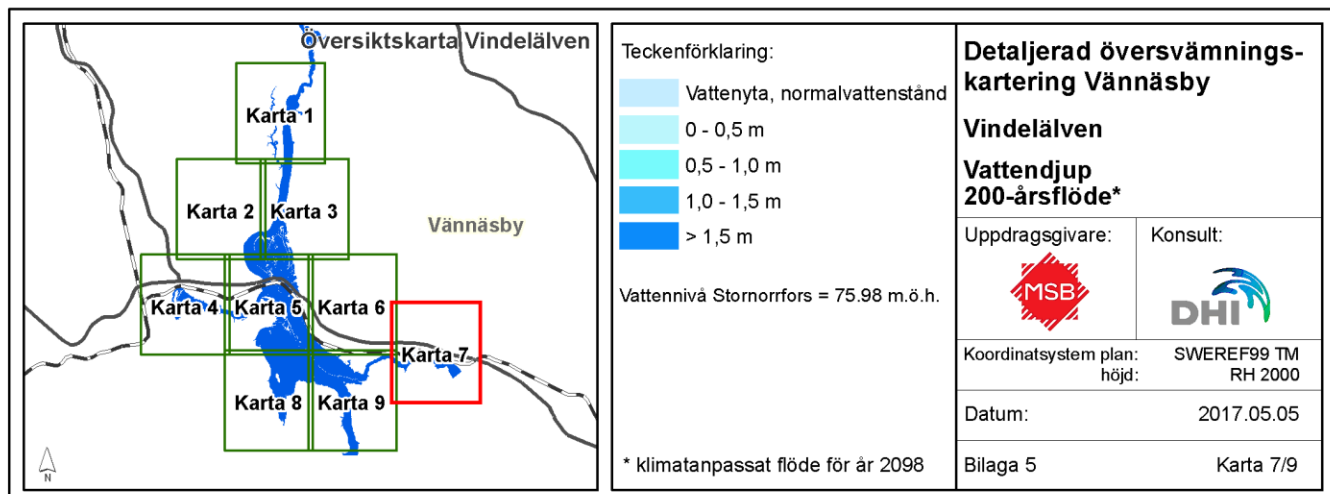 Översiktskarta Vindelälven
Karta 1
Karta 2
Karta 3
Vännäsby
Karta 4
Karta 5
Karta 6
Karta 7
Karta 8
Karta 9
N
Teckenförklaring:
Vattenyta, normalvattenstånd
0 - 0,5 m
0,5 - 1,0 m
1,0 - 1,5 m
> 1,5 m
Vattennivå Stornorrfors = 75.98 m.ö.h.
* klimatanpassat flöde för år 2098
Detaljerad översvämnings-
kartering Vännäsby
Vindelälven
Vattendjup
200-årsflöde*
Uppdragsgivare:
MSB
Konsult:
DHI
Koordinatsystem plan: SWEREF99 TM
höjd: RH 2000
Datum: 2017.05.05
Bilaga 5 Karta 7/9